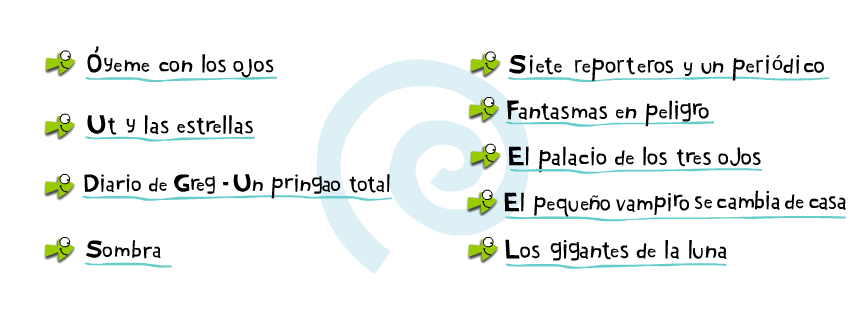 Óyeme con los ojos
Ut y las estrellas
Diario de Greg - Un pringao total
Sombra
Siete reporteros y un periódico
Fantasmas en peligro
El palacio de los tres ojos
El pequeño vampiro se cambia de casa
Los gigantes de la luna